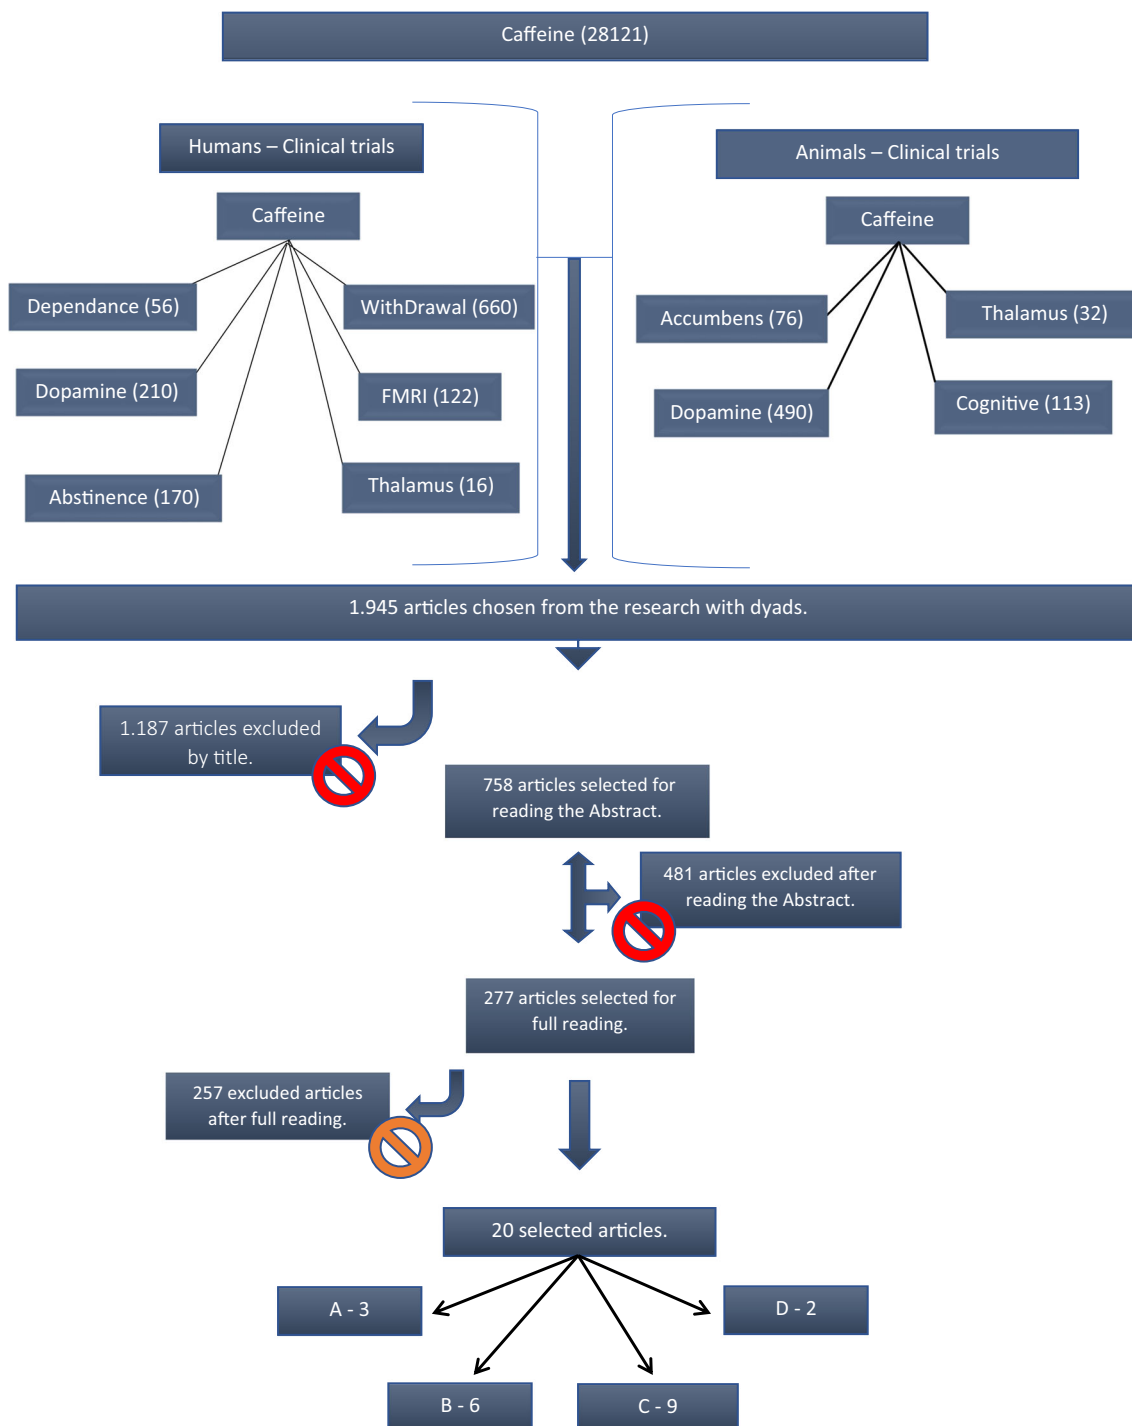 Caffeine (28121)
Humans – Clinical trials
Caffeine
Dependance (56)
WithDrawal (660)
Dopamine (210)
FMRI (122)
Abstinence (170)
Thalamus (16)
Animals – Clinical trials
Caffeine
Accumbens (76)
Thalamus (32)
Dopamine (490)
Cognitive (113)
1.945 articles chosen from the research with dyads.
1.187 articles excluded
by title.
758 articles selected for
reading the Abstract.
481 articles excluded after
reading the Abstract.
277 articles selected for
full reading.
257 excluded articles
after full reading.
20 selected articles.
A - 3
D - 2
B - 6
C - 9